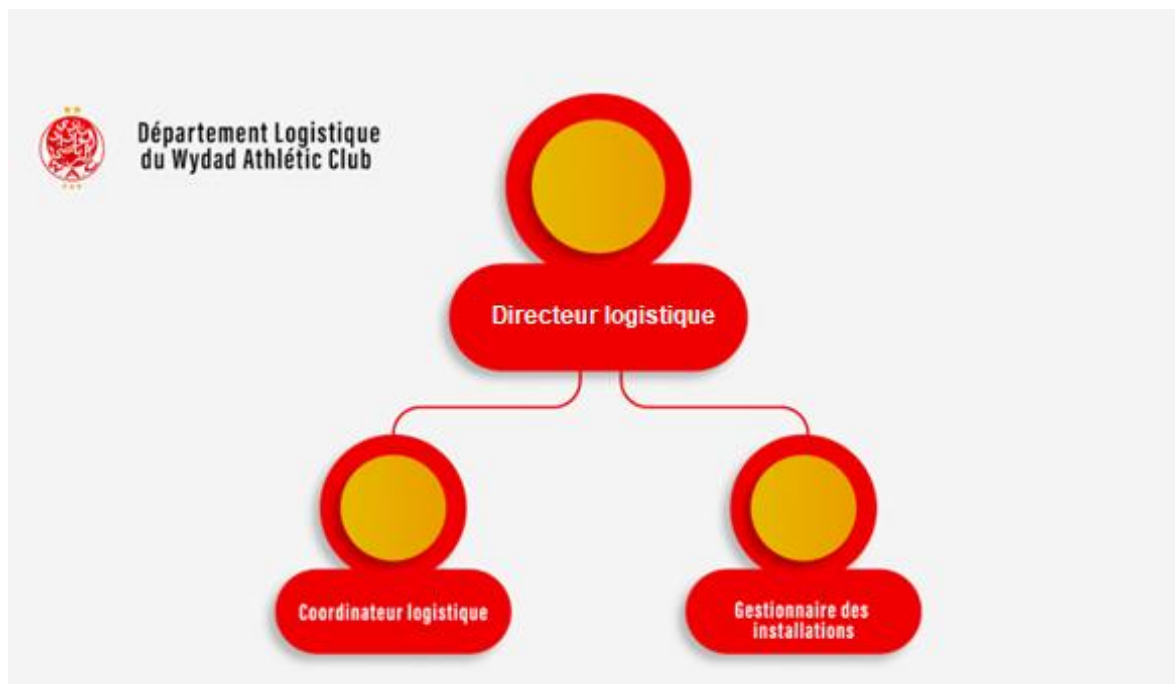 Département Logistique
du Wydad Athlétic Club
Directeur logistique
Coordinateur logistique
Gestionnaire des
installations